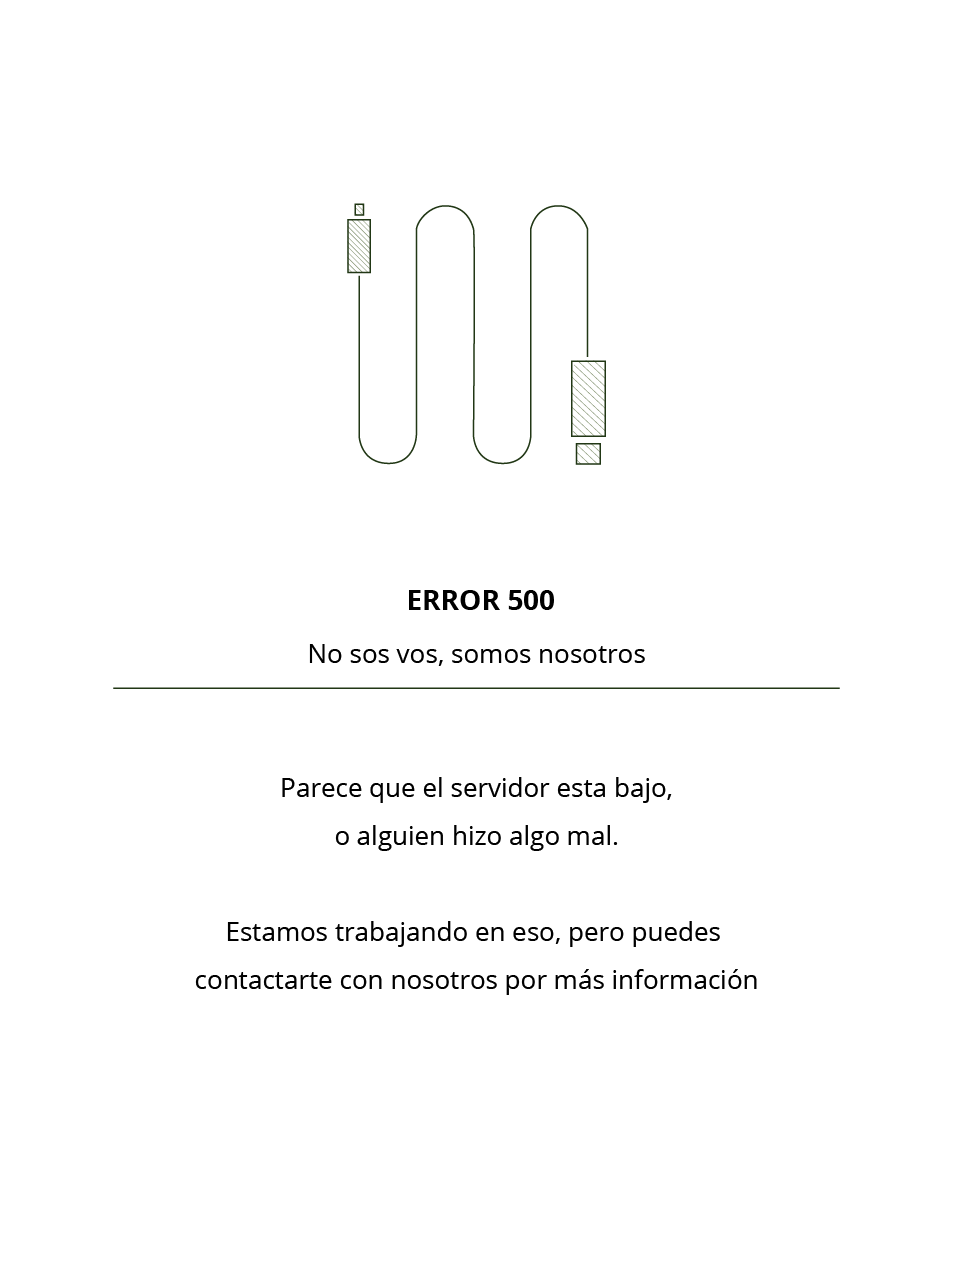 ERROR 500
No sos vos, somos nosotros
Parece que el servidor esta bajo,
o alguien hizo algo mal.
Estamos trabajando en eso, pero puedes
contactarte con nosotros por más información